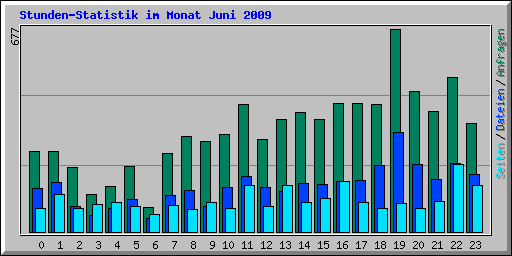 Stunden-Statistik im Monat Juni 2009
677
Seiten / Dateien / Anfragen
0 1 2 3 4 5 6 7 8 9 10 11 12 13 14 15 16 17 18 19 20 21 22 23